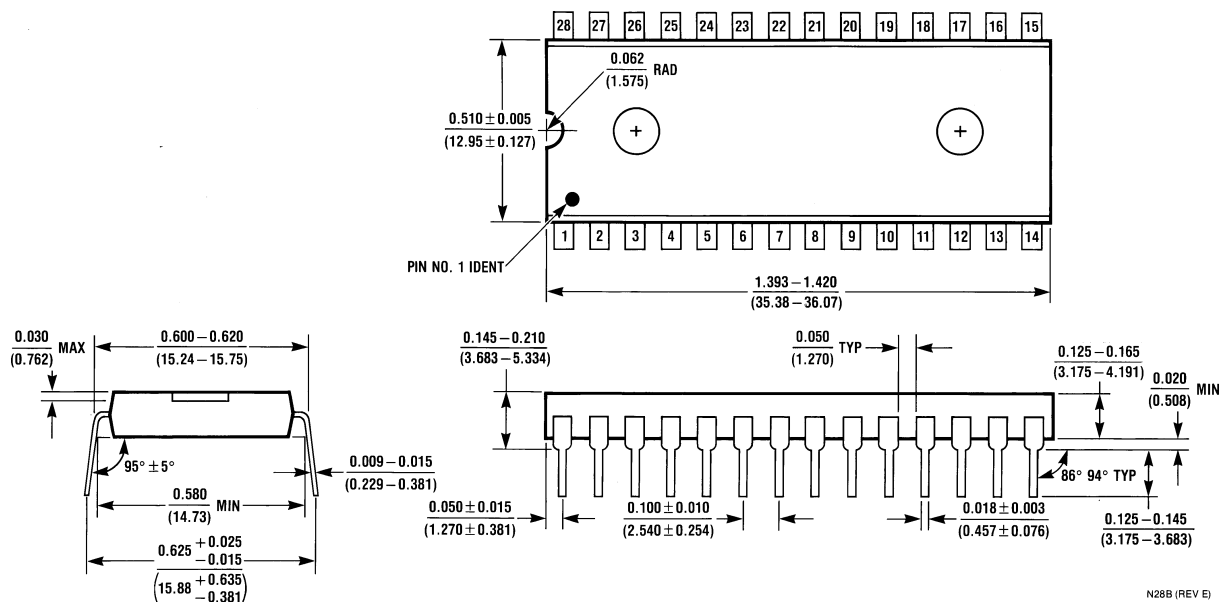 28 27 26 25 24 23 22 21 20 19 18 17 16 15
0.062
(1.575)
RAD
0.510 ± 0.005
(12.95 ± 0.127)
1 2 3 4 5 6 7 8 9 10 11 12 13 14
PIN NO. 1 IDENT
1.393 – 1.420
(35.38 – 36.07)
0.030
(0.762)
MAX
0.600 – 0.620
(15.24 – 15.75)
95° ± 5°
0.580
(14.73)
MIN
0.009 – 0.015
(0.229 – 0.381)
0.625 + 0.025
– 0.015
(15.88 + 0.635
– 0.381)
0.145 – 0.210
(3.683 – 5.334)
0.050
(1.270)
TYP
0.125 – 0.165
(3.175 – 4.191)
0.020
(0.508)
MIN
86° 94° TYP
0.050 ± 0.015
(1.270 ± 0.381)
0.100 ± 0.010
(2.540 ± 0.254)
0.018 ± 0.003
(0.457 ± 0.076)
0.125 – 0.145
(3.175 – 3.683)
N28B (REV E)